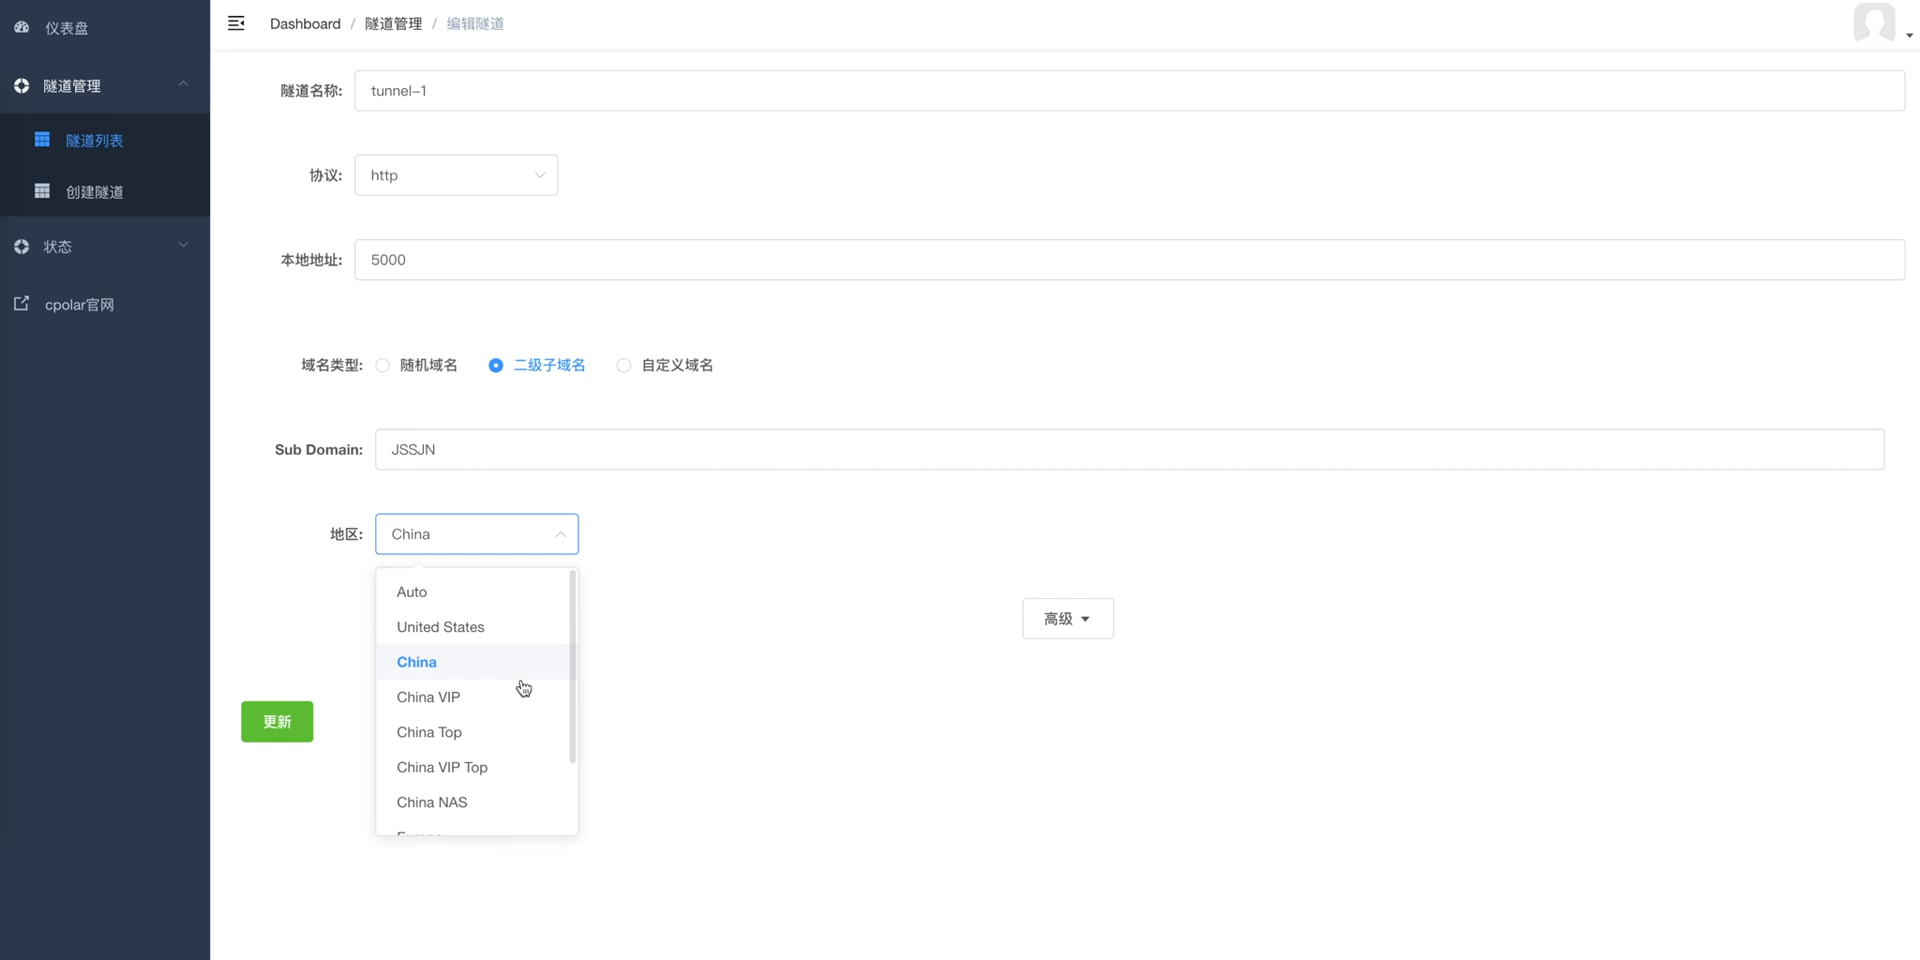 仪表盘
隧道管理
隧道列表
创建隧道
状态
cpolar官网
Dashboard / 隧道管理 / 编辑隧道
隧道名称: tunnel-1
协议: http
本地地址: 5000
域名类型: 随机域名 二级子域名 自定义域名
Sub Domain: JSSJN
地区: China
Auto
United States
China
China VIP
China Top
China VIP Top
China NAS
高级
更新